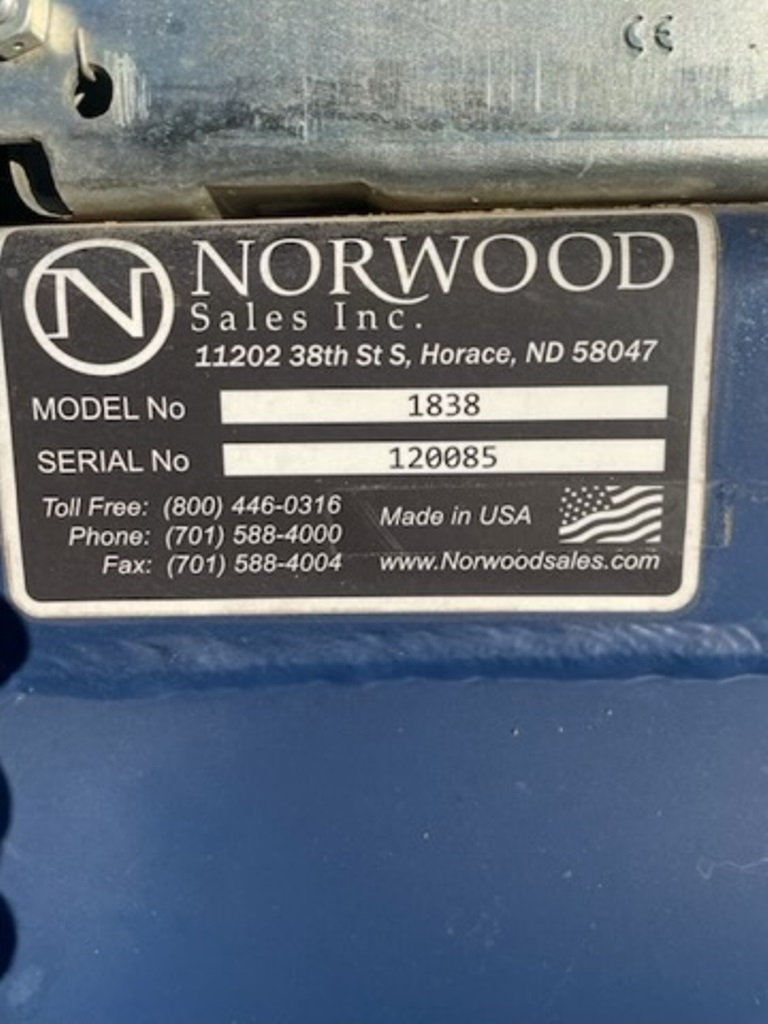 CE
N NORWOOD
Sales Inc.
11202 38th St S, Horace, ND 58047
MODEL No 1838
SERIAL No 120085
Toll Free: (800) 446-0316
Phone: (701) 588-4000
Fax: (701) 588-4004
Made in USA
www.Norwoodsales.com